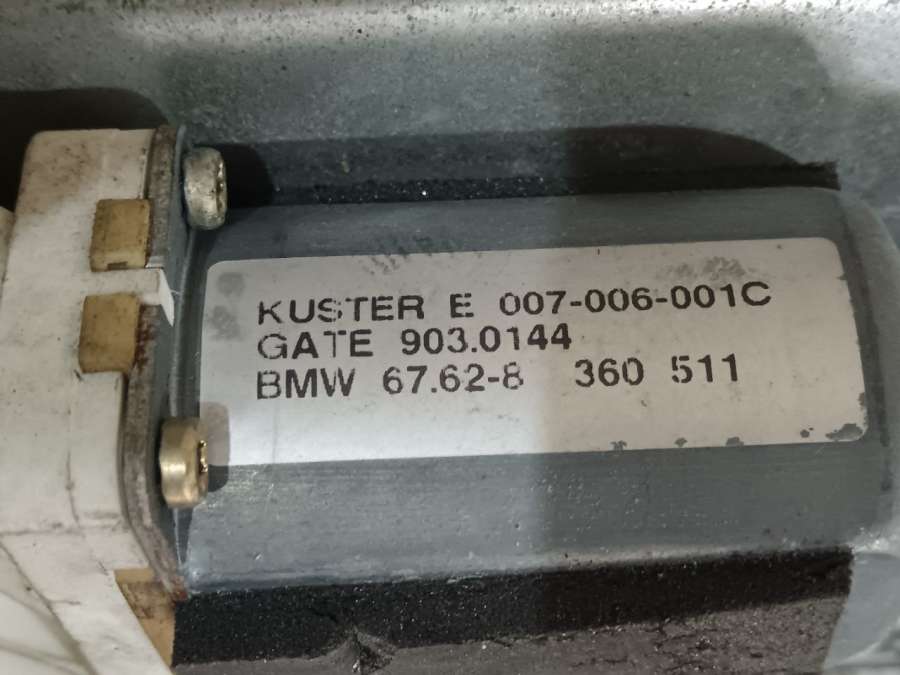 KUSTER E 007-006-001C
GATE 903.0144
BMW 67.62-8 360 511